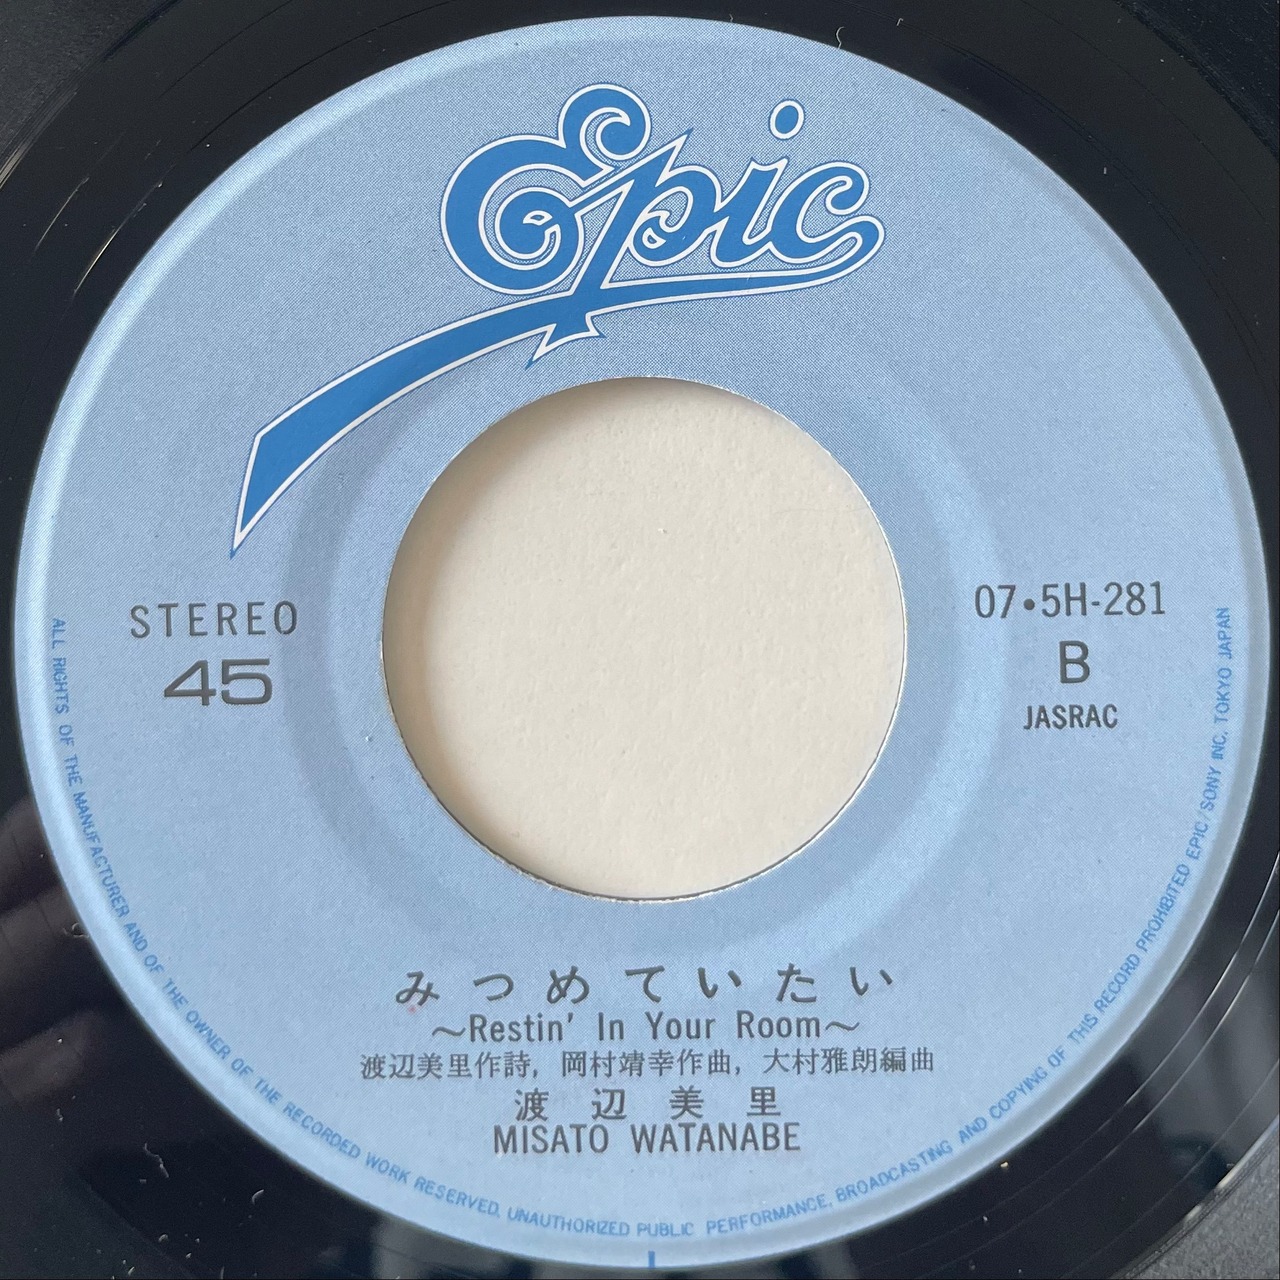 Epic
STEREO
45
07・5H-281
B
JASRAC
みつめていたい
〜Restin' In Your Room〜
渡辺美里作詩, 岡村靖幸作曲, 大村雅朗編曲
渡辺美里
MISATO WATANABE
ALL RIGHTS OF THE MANUFACTURER AND OF THE OWNER OF THE RECORDED WORK RESERVED. UNAUTHORIZED PUBLIC PERFORMANCE, BROADCASTING AND COPYING OF THIS RECORD PROHIBITED EPIC/SONY INC. TOKYO JAPAN